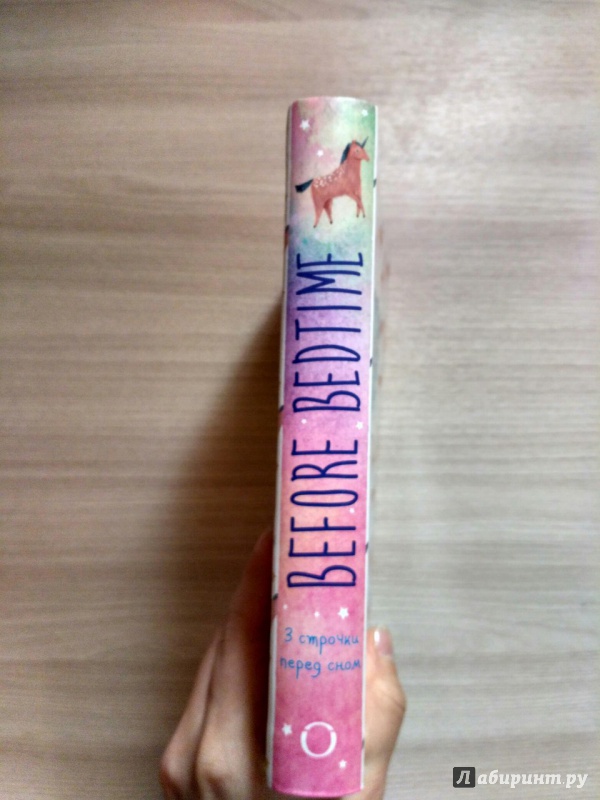 BEFORE BEDTIME
3 строчки
перед сном
Лабиринт.ру